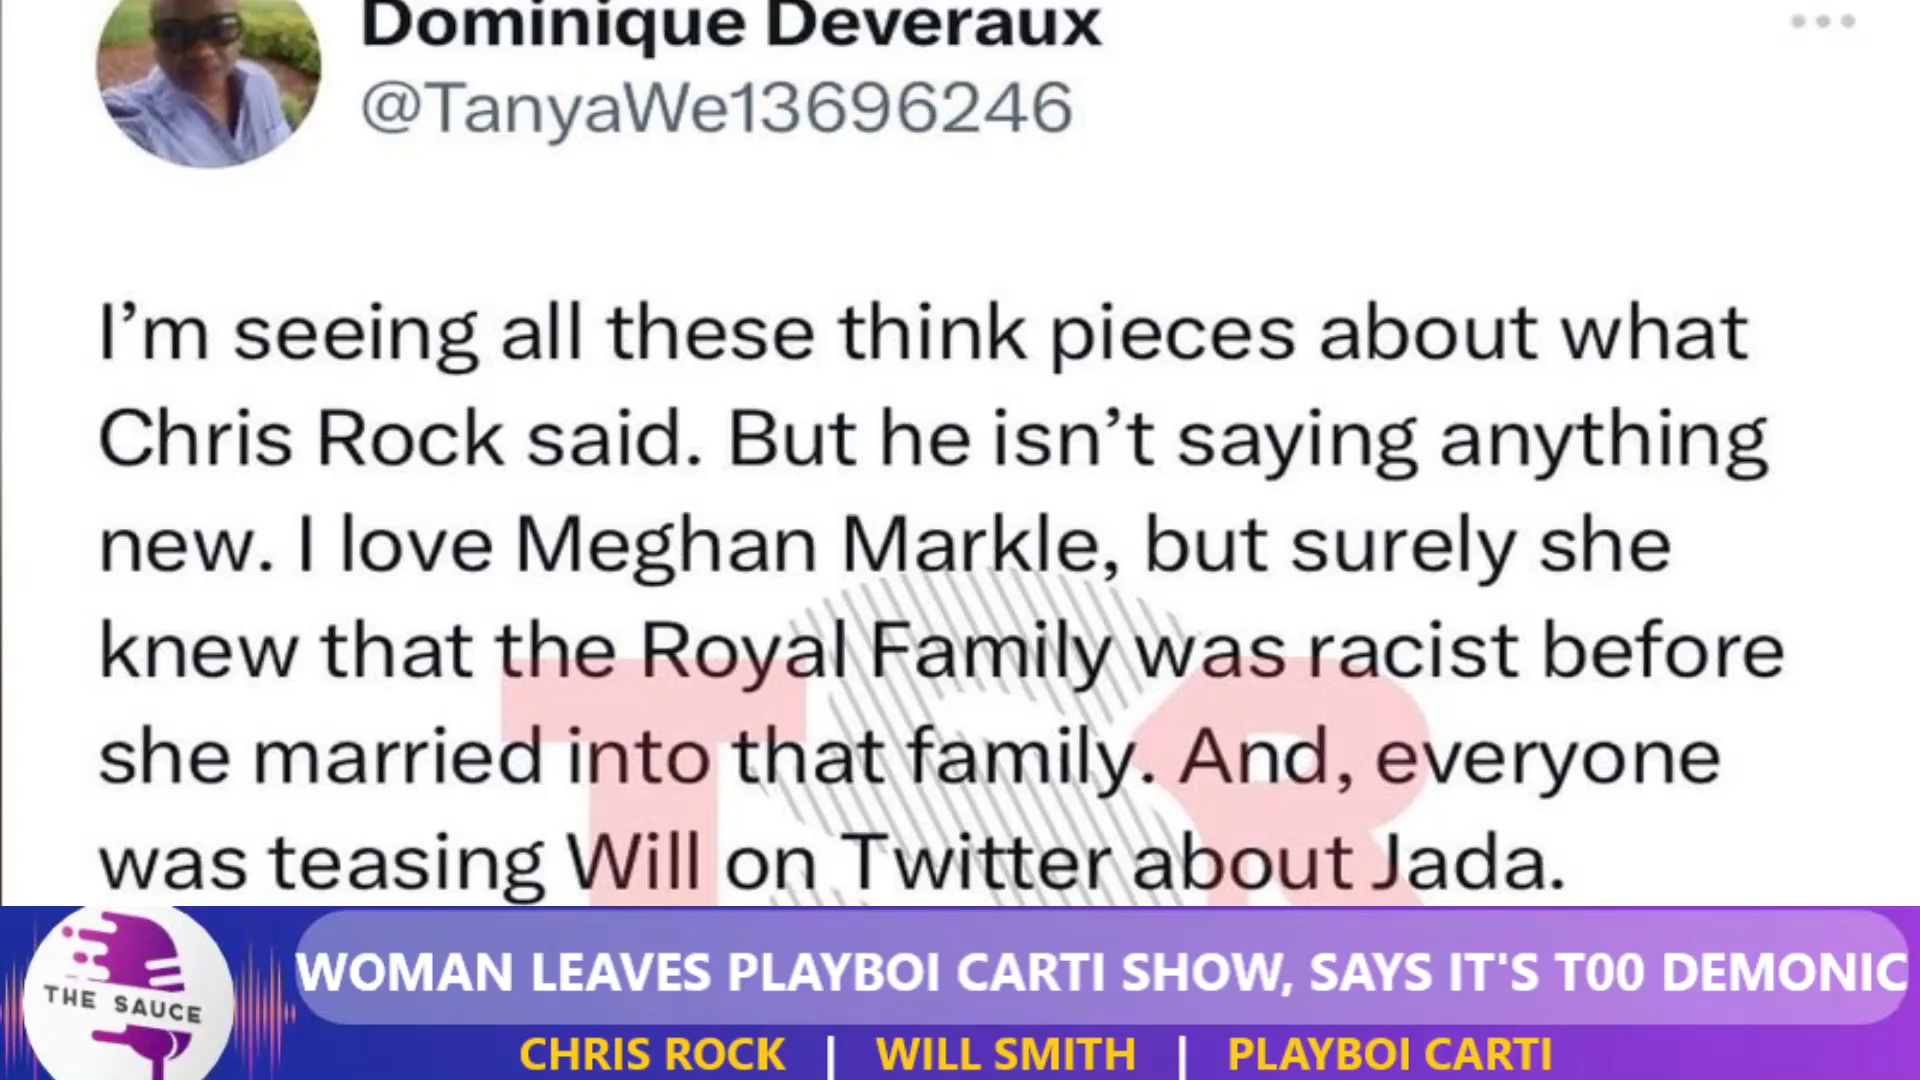 Dominique Deveraux
@TanyaWe13696246
I’m seeing all these think pieces about what
Chris Rock said. But he isn’t saying anything
new. I love Meghan Markle, but surely she
knew that the Royal Family was racist before
she married into that family. And, everyone
was teasing Will on Twitter about Jada.
TSR
THE SAUCE
WOMAN LEAVES PLAYBOI CARTI SHOW, SAYS IT'S T00 DEMONIC
CHRIS ROCK | WILL SMITH | PLAYBOI CARTI